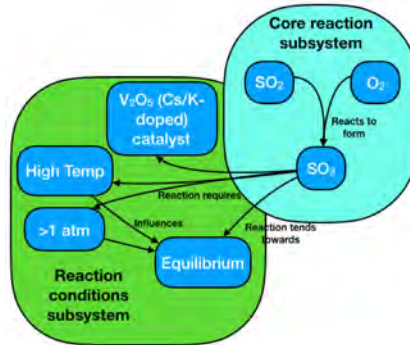 Core reaction
subsystem
V₂O₅ (Cs/K-
doped)
catalyst
SO₂
O₂
Reacts to
form
High Temp
SO₃
Reaction requires
>1 atm
Influences
Reaction tends
towards
Equilibrium
Reaction
conditions
subsystem